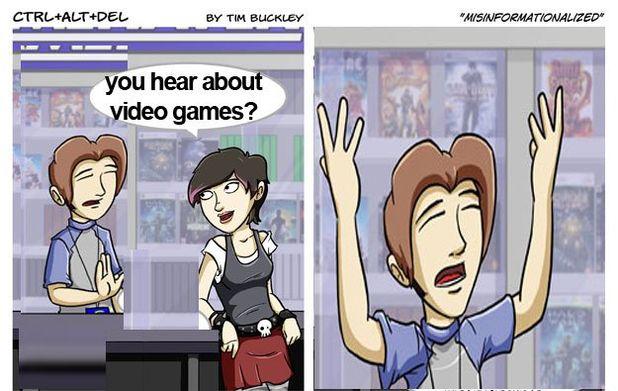 CTRL+ALT+DEL
BY TIM BUCKLEY
"MISINFORMATIONALIZED"
you hear about
video games?